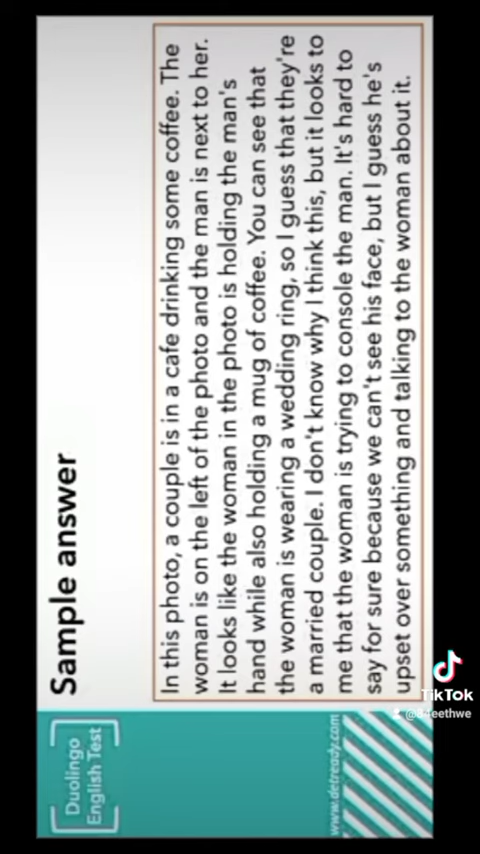 Sample answer
In this photo, a couple is in a cafe drinking some coffee. The
woman is on the left of the photo and the man is next to her.
It looks like the woman in the photo is holding the man's
hand while also holding a mug of coffee. You can see that
the woman is wearing a wedding ring, so I guess that they're
a married couple. I don't know why I think this, but it looks to
me that the woman is trying to console the man. It's hard to
say for sure because we can't see his face, but I guess he's
upset over something and talking to the woman about it.
Duolingo
English Test
www.detready.com
TikTok